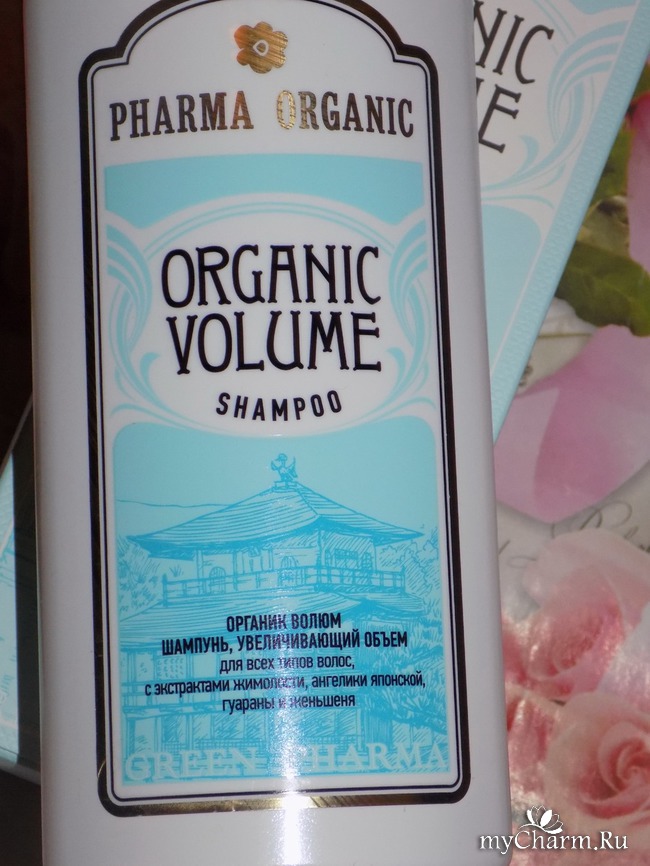 PHARMA ORGANIC
ORGANIC
VOLUME
SHAMPOO
ОРГАНИК ВОЛЮМ
ШАМПУНЬ, УВЕЛИЧИВАЮЩИЙ ОБЪЕМ
для всех типов волос,
с экстрактами жимолости, ангелики японской,
гуараны и женьшеня
GREEN PHARMA
myCharm.Ru